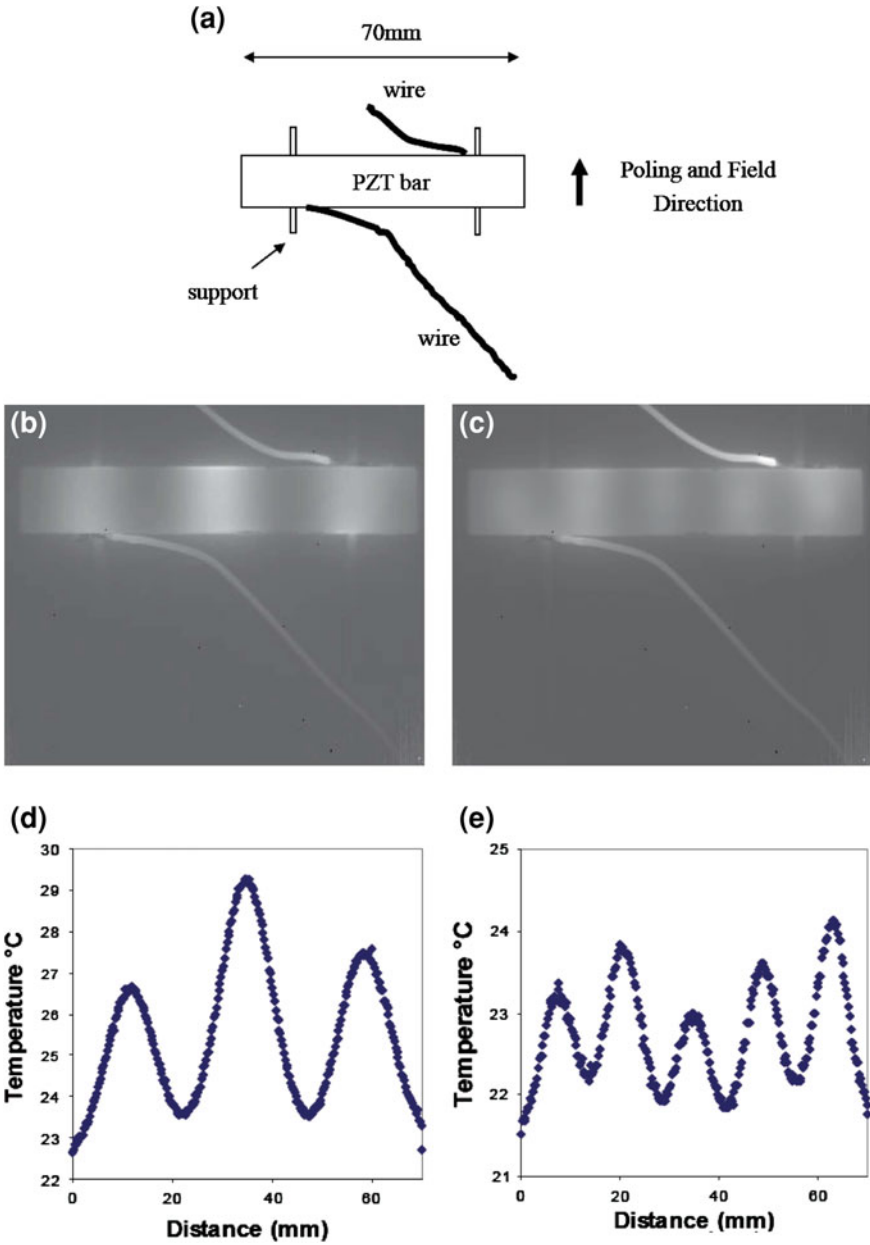 (a)
70mm
wire
PZT bar
Poling and Field
Direction
support
wire
(b)
(c)
(d)
30
29
28
27
26
25
24
23
22
0
20
40
60
Temperature °C
Distance (mm)
(e)
25
24
23
22
21
0
20
40
60
Temperature °C
Distance (mm)